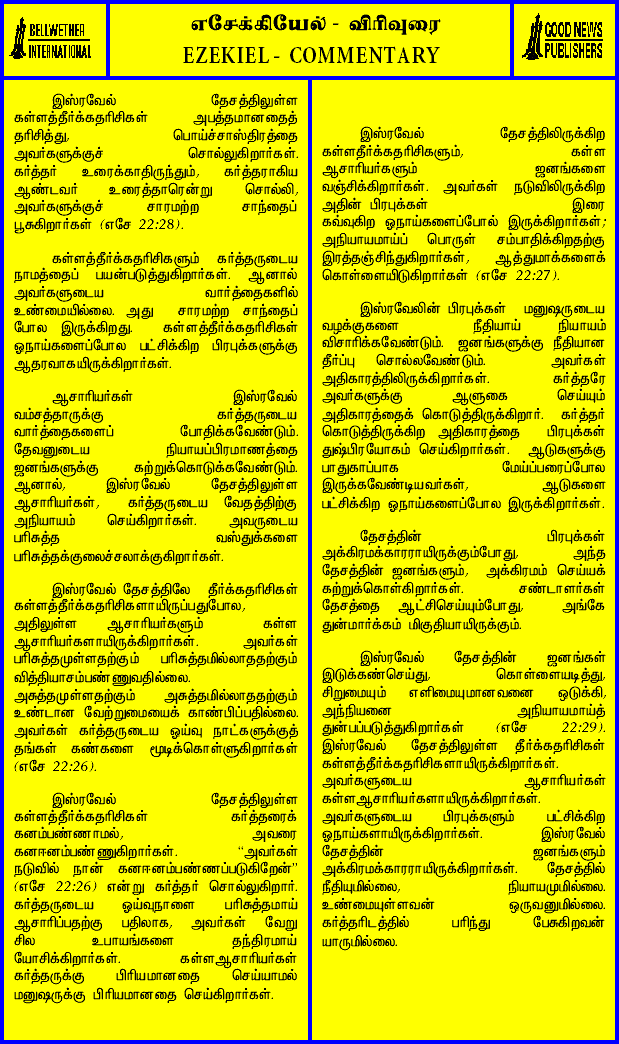 BELLWETHER
INTERNATIONAL
எசேக்கியேல் - விரிவுரை
EZEKIEL - COMMENTARY
GOOD NEWS
PUBLISHERS
இஸ்ரவேல் தேசத்திலுள்ள
கள்ளத்தீர்க்கதரிசிகள் அபத்தமானதைத்
தரிசித்து, பொய்ச்சாஸ்திரத்தை
அவர்களுக்குச் சொல்லுகிறார்கள்.
கர்த்தர் உரைக்காதிருந்தும், கர்த்தராகிய
ஆண்டவர் உரைத்தாரென்று சொல்லி,
அவர்களுக்குச் சாரமற்ற சாந்தைப்
பூசுகிறார்கள் (எசே 22:28).
கள்ளத்தீர்க்கதரிசிகளும் கர்த்தருடைய
நாமத்தைப் பயன்படுத்துகிறார்கள். ஆனால்
அவர்களுடைய வார்த்தைகளில்
உண்மையில்லை. அது சாரமற்ற சாந்தைப்
போல இருக்கிறது. கள்ளத்தீர்க்கதரிசிகள்
ஓநாய்களைப்போல பட்சிக்கிற பிரபுக்களுக்கு
ஆதரவாகயிருக்கிறார்கள்.
ஆசாரியர்கள் இஸ்ரவேல்
வம்சத்தாருக்கு கர்த்தருடைய
வார்த்தைகளைப் போதிக்கவேண்டும்.
தேவனுடைய நியாயப்பிரமாணத்தை
ஜனங்களுக்கு கற்றுக்கொடுக்கவேண்டும்.
ஆனால், இஸ்ரவேல் தேசத்திலுள்ள
ஆசாரியர்கள், கர்த்தருடைய வேதத்திற்கு
அநியாயம் செய்கிறார்கள். அவருடைய
பரிசுத்த வஸ்துக்களை
பரிசுத்தக்குலைச்சலாக்குகிறார்கள்.
இஸ்ரவேல் தேசத்திலே தீர்க்கதரிசிகள்
கள்ளத்தீர்க்கதரிசிகளாயிருப்பதுபோல,
அதிலுள்ள ஆசாரியர்களும் கள்ள
ஆசாரியர்களாயிருக்கிறார்கள். அவர்கள்
பரிசுத்தமுள்ளதற்கும் பரிசுத்தமில்லாததற்கும்
வித்தியாசம்பண்ணுவதில்லை.
அசுத்தமுள்ளதற்கும் அசுத்தமில்லாததற்கும்
உண்டான வேற்றுமையைக் காண்பிப்பதில்லை.
அவர்கள் கர்த்தருடைய ஓய்வு நாட்களுக்குத்
தங்கள் கண்களை மூடிக்கொள்ளுகிறார்கள்
(எசே 22:26).
இஸ்ரவேல் தேசத்திலுள்ள
கள்ளத்தீர்க்கதரிசிகள் கர்த்தரைக்
கனம்பண்ணாமல், அவரை
கனஈனம்பண்ணுகிறார்கள். “அவர்கள்
நடுவில் நான் கனஈனம்பண்ணப்படுகிறேன்”
(எசே 22:26) என்று கர்த்தர் சொல்லுகிறார்.
கர்த்தருடைய ஓய்வுநாளை பரிசுத்தமாய்
ஆசாரிப்பதற்கு பதிலாக, அவர்கள் வேறு
சில உபாயங்களை தந்திரமாய்
யோசிக்கிறார்கள். கள்ளஆசாரியர்கள்
கர்த்தருக்கு பிரியமானதை செய்யாமல்
மனுஷருக்கு பிரியமானதை செய்கிறார்கள்.
இஸ்ரவேல் தேசத்திலிருக்கிற
கள்ளதீர்க்கதரிசிகளும், கள்ள
ஆசாரியர்களும் ஜனங்களை
வஞ்சிக்கிறார்கள். அவர்கள் நடுவிலிருக்கிற
அதின் பிரபுக்கள் இரை
கவ்வுகிற ஓநாய்களைப்போல் இருக்கிறார்கள்;
அநியாயமாய்ப் பொருள் சம்பாதிக்கிறதற்கு
இரத்தஞ்சிந்துகிறார்கள், ஆத்துமாக்களைக்
கொள்ளையிடுகிறார்கள் (எசே 22:27).
இஸ்ரவேலின் பிரபுக்கள் மனுஷருடைய
வழக்குகளை நீதியாய் நியாயம்
விசாரிக்கவேண்டும். ஜனங்களுக்கு நீதியான
தீர்ப்பு சொல்லவேண்டும். அவர்கள்
அதிகாரத்திலிருக்கிறார்கள். கர்த்தரே
அவர்களுக்கு ஆளுகை செய்யும்
அதிகாரத்தைக் கொடுத்திருக்கிறார். கர்த்தர்
கொடுத்திருக்கிற அதிகாரத்தை பிரபுக்கள்
துஷ்பிரயோகம் செய்கிறார்கள். ஆடுகளுக்கு
பாதுகாப்பாக மேய்ப்பரைப்போல
இருக்கவேண்டியவர்கள், ஆடுகளை
பட்சிக்கிற ஓநாய்களைப்போல இருக்கிறார்கள்.
தேசத்தின் பிரபுக்கள்
அக்கிரமக்காரராயிருக்கும்போது, அந்த
தேசத்தின் ஜனங்களும், அக்கிரமம் செய்யக்
கற்றுக்கொள்கிறார்கள். சண்டாளர்கள்
தேசத்தை ஆட்சிசெய்யும்போது, அங்கே
துன்மார்க்கம் மிகுதியாயிருக்கும்.
இஸ்ரவேல் தேசத்தின் ஜனங்கள்
இடுக்கண்செய்து, கொள்ளையடித்து,
சிறுமையும் எளிமையுமானவனை ஒடுக்கி,
அந்நியனை அநியாயமாய்த்
துன்பப்படுத்துகிறார்கள் (எசே 22:29).
இஸ்ரவேல் தேசத்திலுள்ள தீர்க்கதரிசிகள்
கள்ளத்தீர்க்கதரிசிகளாயிருக்கிறார்கள்.
அவர்களுடைய ஆசாரியர்கள்
கள்ளஆசாரியர்களாயிருக்கிறார்கள்.
அவர்களுடைய பிரபுக்களும் பட்சிக்கிற
ஓநாய்களாயிருக்கிறார்கள். இஸ்ரவேல்
தேசத்தின் ஜனங்களும்
அக்கிரமக்காரராயிருக்கிறார்கள். தேசத்தில்
நீதியுமில்லை, நியாயமுமில்லை.
உண்மையுள்ளவன் ஒருவனுமில்லை.
கர்த்தரிடத்தில் பரிந்து பேசுகிறவன்
யாருமில்லை.